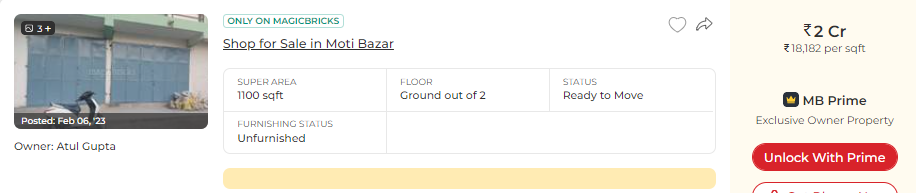 3 +
Posted: Feb 06, '23
Owner: Atul Gupta
ONLY ON MAGICBRICKS
Shop for Sale in Moti Bazar
SUPER AREA
1100 sqft
FLOOR
Ground out of 2
STATUS
Ready to Move
FURNISHING STATUS
Unfurnished
₹2 Cr
₹18,182 per sqft
MB Prime
Exclusive Owner Property
Unlock With Prime